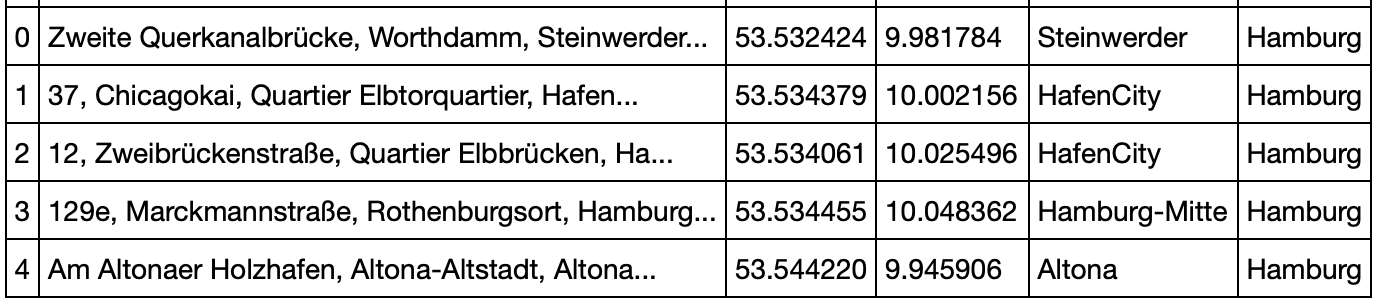 0 Zweite Querkanalbrücke, Worthdamm, Steinwerder... 53.532424 9.981784 Steinwerder Hamburg
1 37, Chicagokai, Quartier Elbtorquartier, Hafen... 53.534379 10.002156 HafenCity Hamburg
2 12, Zweibrückenstraße, Quartier Elbbrücken, Ha... 53.534061 10.025496 HafenCity Hamburg
3 129e, Marckmannstraße, Rothenburgsort, Hamburg... 53.534455 10.048362 Hamburg-Mitte Hamburg
4 Am Altonaer Holzhafen, Altona-Altstadt, Altona... 53.544220 9.945906 Altona Hamburg